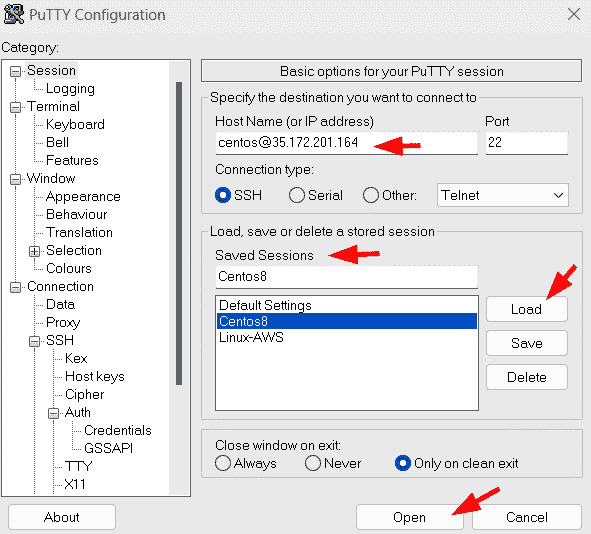 PuTTY Configuration
Category:
Session
Logging
Terminal
Keyboard
Bell
Features
Window
Appearance
Behaviour
Translation
Selection
Colours
Connection
Data
Proxy
SSH
Kex
Host keys
Cipher
Auth
Credentials
GSSAPI
TTY
X11
Basic options for your PuTTY session
Specify the destination you want to connect to
Host Name (or IP address) Port
centos@35.172.201.164 22
Connection type:
SSH Serial Other: Telnet
Load, save or delete a stored session
Saved Sessions
Centos8
Default Settings
Centos8
Linux-AWS
Load
Save
Delete
Close window on exit:
Always Never Only on clean exit
About Open Cancel